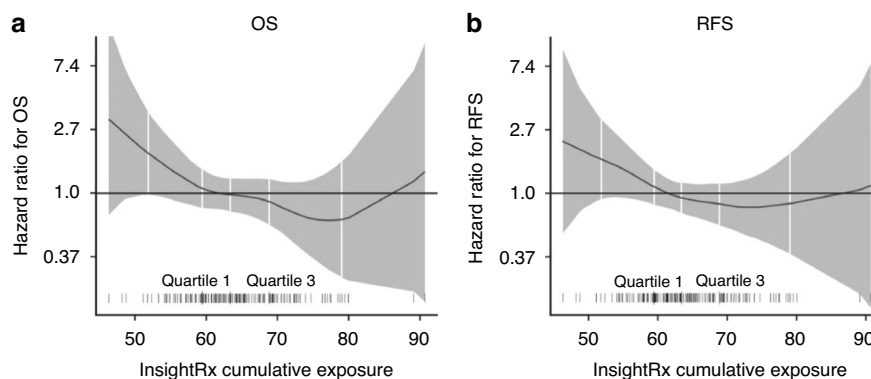 a
OS
Hazard ratio for OS
7.4
2.7
1.0
0.37
Quartile 1
Quartile 3
50
60
70
80
90
InsightRx cumulative exposure
b
RFS
Hazard ratio for RFS
7.4
2.7
1.0
0.37
Quartile 1
Quartile 3
50
60
70
80
90
InsightRx cumulative exposure